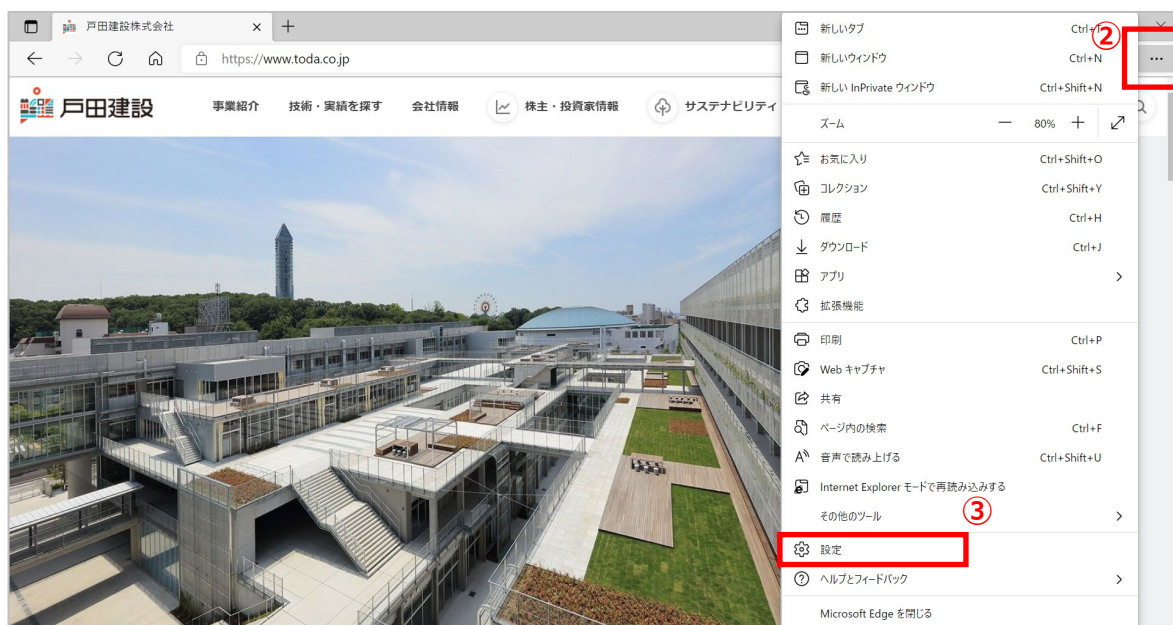 戸田建設株式会社
https://www.toda.co.jp
戸田建設 事業紹介 技術・実績を探す 会社情報 株主・投資家情報 サステナビリティ
②
新しいタブ
新しいウィンドウ Ctrl+N
新しい InPrivate ウィンドウ Ctrl+Shift+N
ズーム 80%
お気に入り Ctrl+Shift+O
コレクション Ctrl+Shift+Y
履歴 Ctrl+H
ダウンロード Ctrl+J
アプリ
拡張機能
印刷 Ctrl+P
Web キャプチャ Ctrl+Shift+S
共有
ページ内の検索 Ctrl+F
音声で読み上げる Ctrl+Shift+U
Internet Explorer モードで再読み込みする
その他のツール
③
設定
ヘルプとフィードバック
Microsoft Edge を閉じる